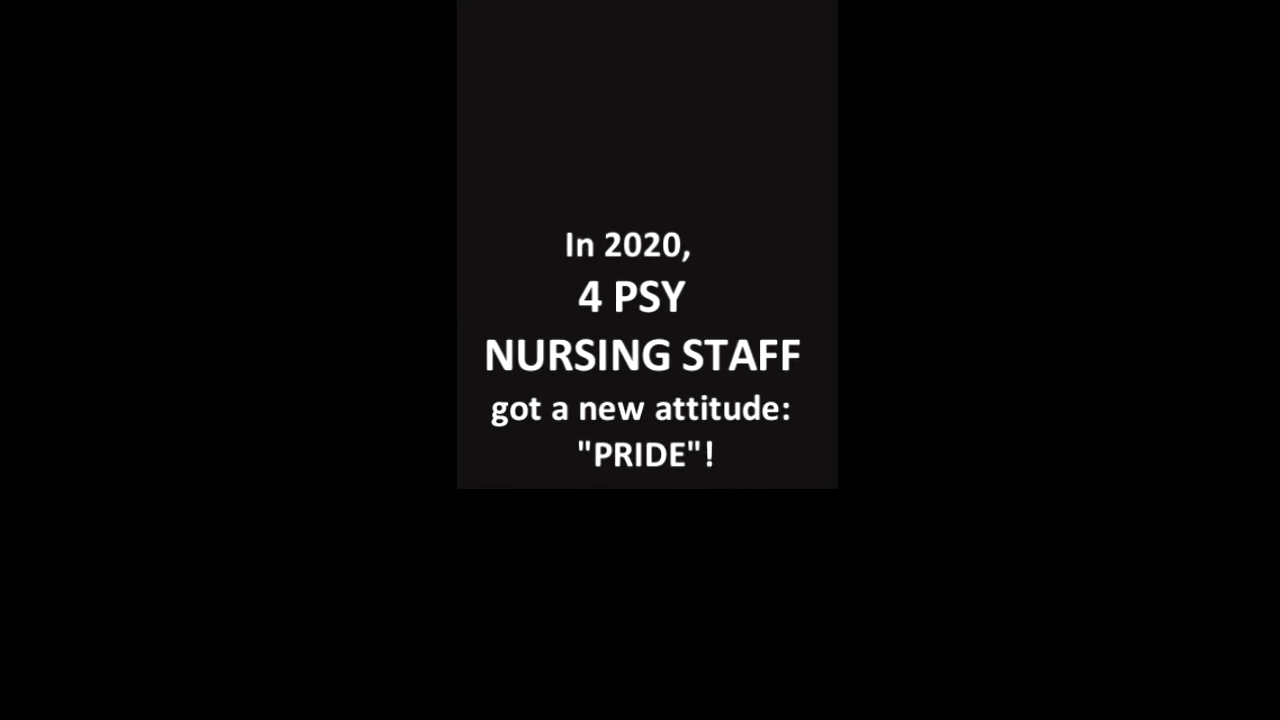 In 2020,
4 PSY
NURSING STAFF
got a new attitude:
"PRIDE"!